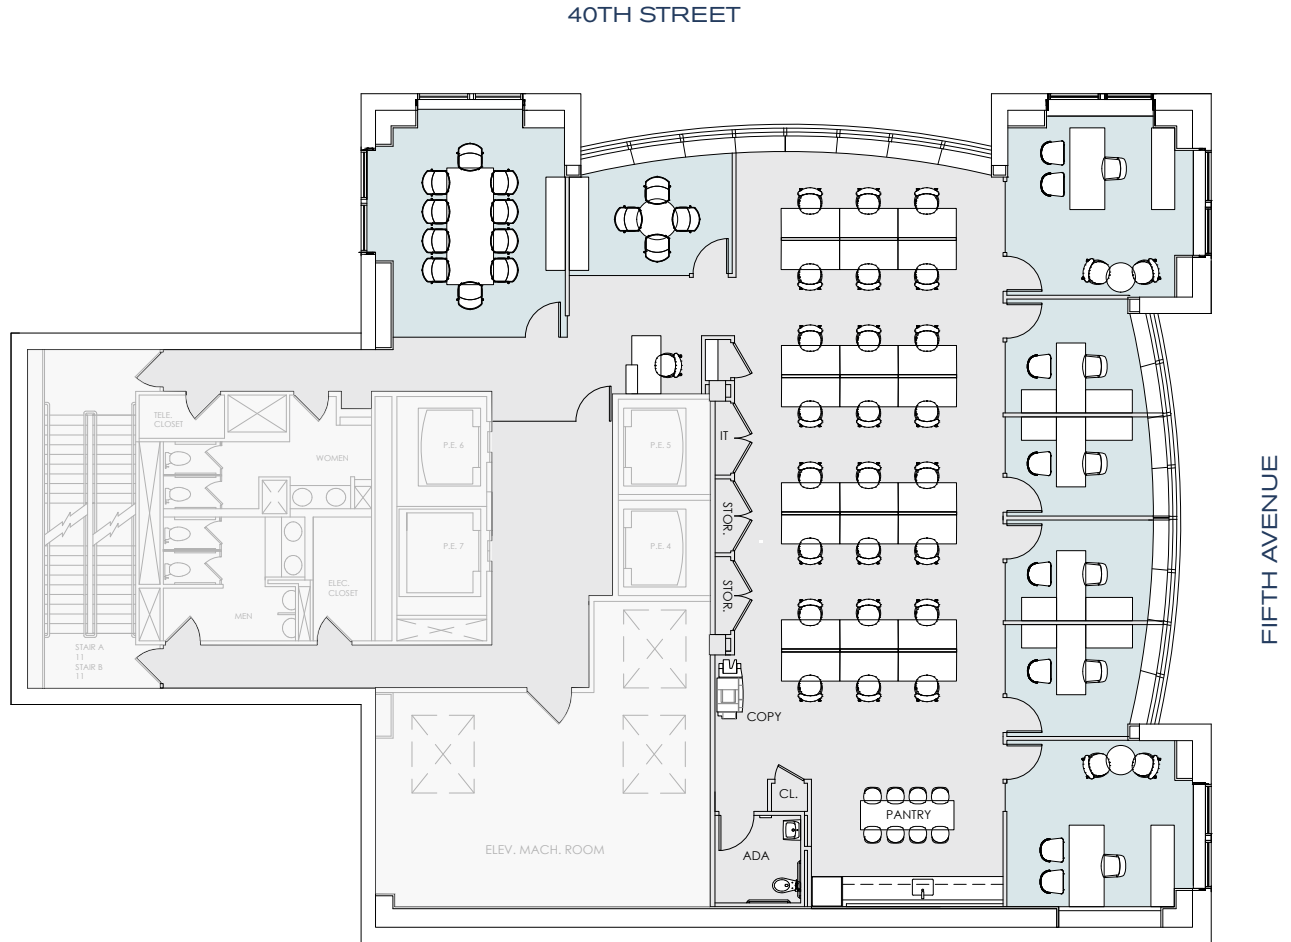 40TH STREET
TELE.
CLOSET
WOMEN
P.E. 6
P.E. 5
IT
STOR.
P.E. 7
P.E. 4
FIFTH AVENUE
ELEC.
CLOSET
STOR.
MEN
STAIR A
11
STAIR B
11
COPY
CL.
PANTRY
ELEV. MACH. ROOM
ADA